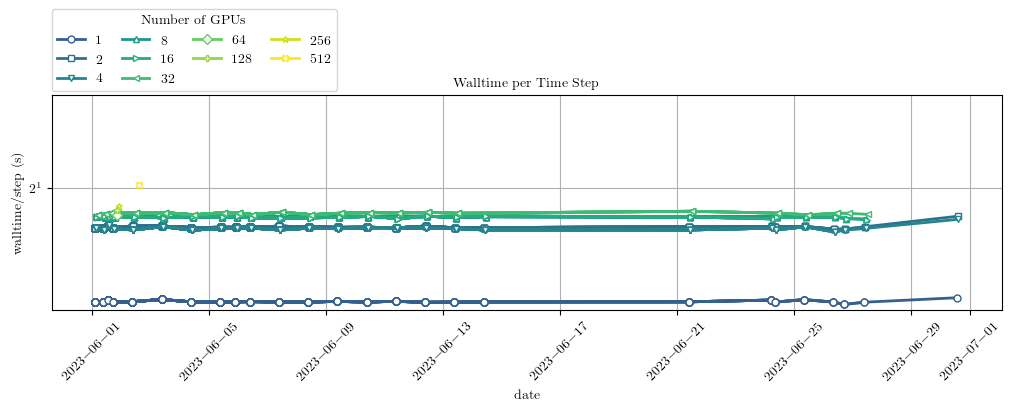 Number of GPUs
1 8 64 256
2 16 128 512
4 32
Walltime per Time Step
walltime/step (s)
2^1
2023−06−01 2023−06−05 2023−06−09 2023−06−13 2023−06−17 2023−06−21 2023−06−25 2023−06−29 2023−07−01
date